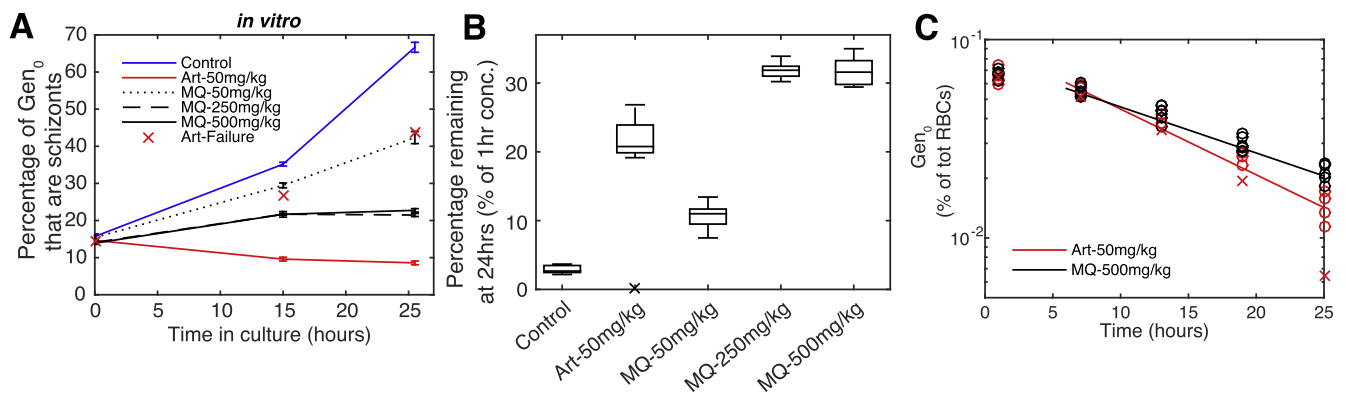 A
in vitro
Percentage of Gen0
that are schizonts
70
60
50
40
30
20
10
0
Control
Art-50mg/kg
MQ-50mg/kg
MQ-250mg/kg
MQ-500mg/kg
Art-Failure
0
5
10
15
20
25
Time in culture (hours)
B
Percentage remaining
at 24hrs (% of 1hr conc.)
30
20
10
0
Control
Art-50mg/kg
MQ-50mg/kg
MQ-250mg/kg
MQ-500mg/kg
C
Gen0
(% of tot RBCs)
10-1
10-2
Art-50mg/kg
MQ-500mg/kg
0
5
10
15
20
25
Time (hours)